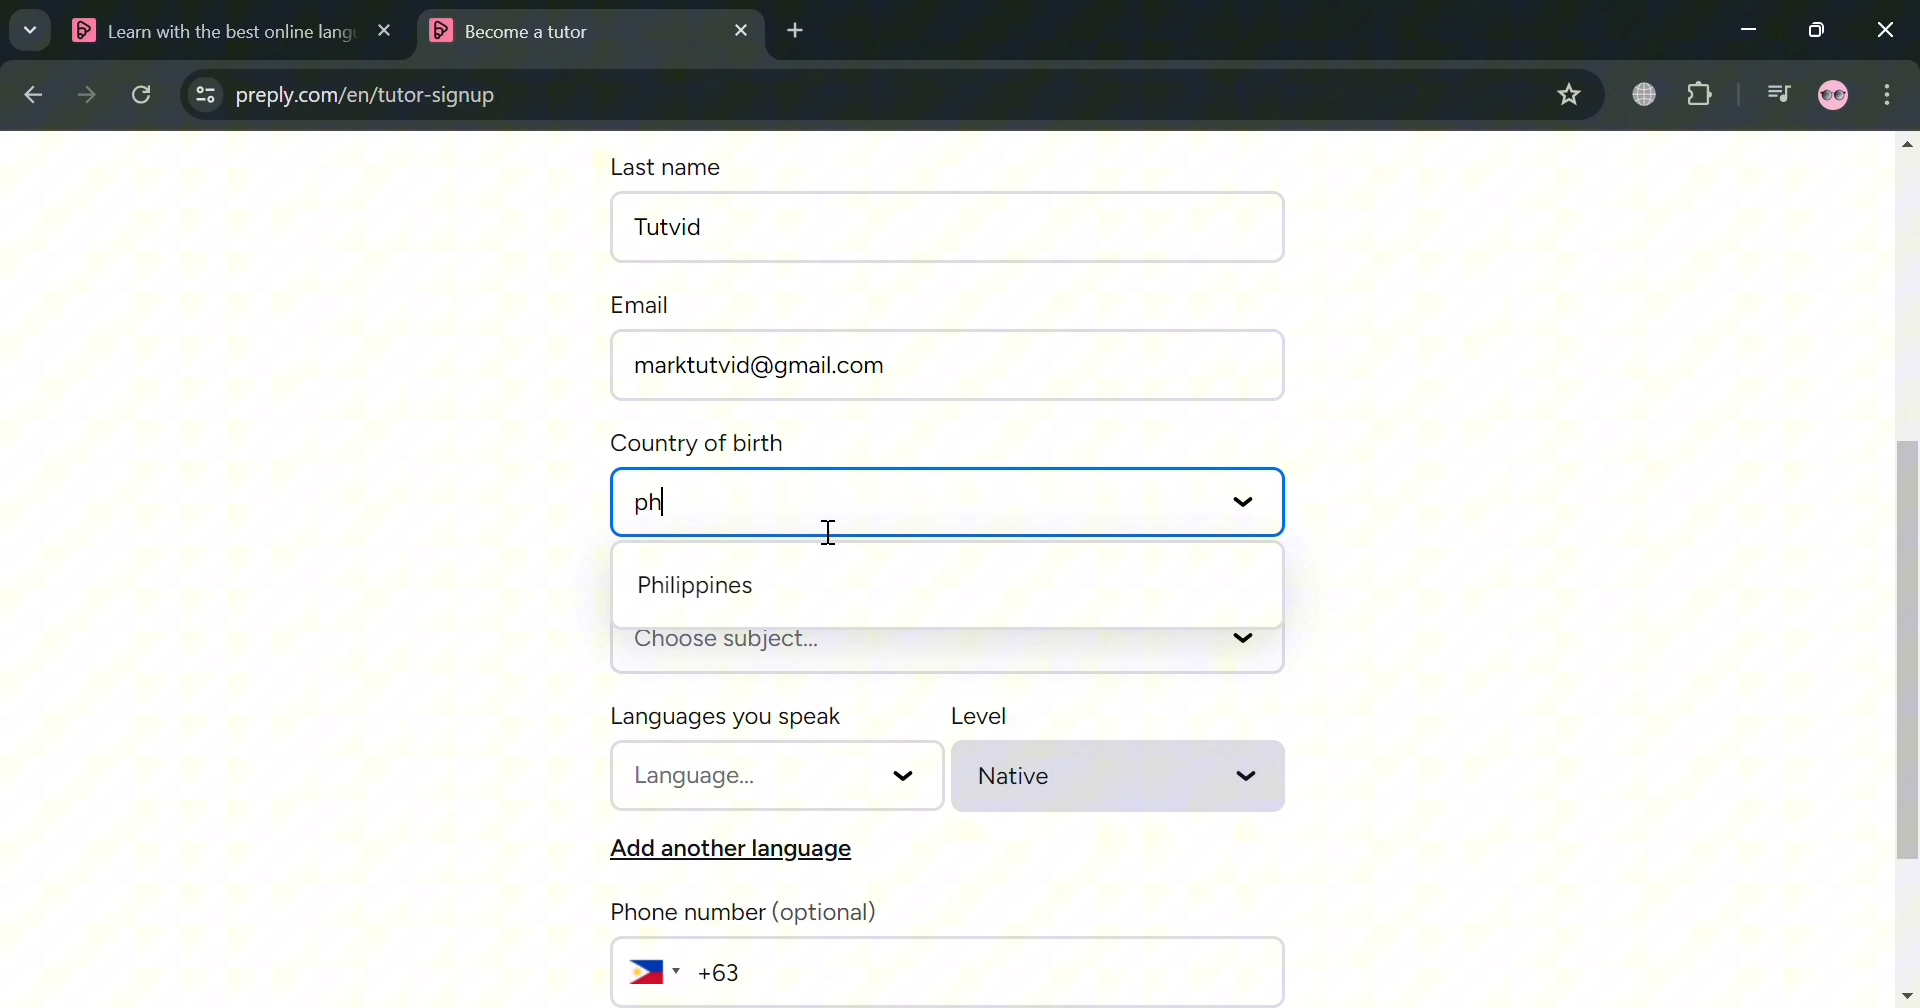 Learn with the best online lang
Become a tutor
preply.com/en/tutor-signup
Last name
Tutvid
Email
marktutvid@gmail.com
Country of birth
ph
Philippines
Choose subject...
Languages you speak Level
Language... Native
Add another language
Phone number (optional)
+63